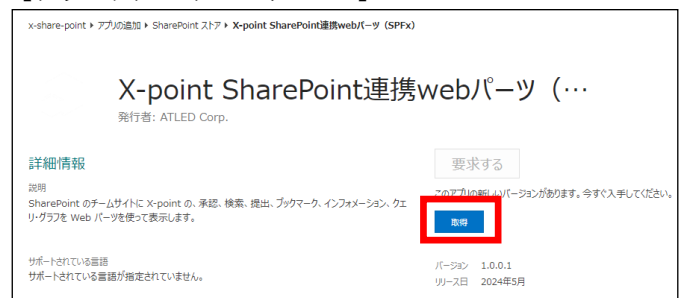 x-share-point ▸ アプリの追加 ▸ SharePoint ストア ▸ X-point SharePoint連携webパーツ (SPFx)
X-point SharePoint連携webパーツ（…
発行者: ATLED Corp.
詳細情報
要求する
説明
SharePoint のチームサイトに X-point の、承認、検索、提出、ブックマーク、インフォメーション、クエ
リ・グラフを Web パーツを使って表示します。
このアプリの新しいバージョンがあります。今すぐ入手してください。
取得
サポートされている言語
サポートされている言語が指定されていません。
バージョン 1.0.0.1
リリース日 2024年5月